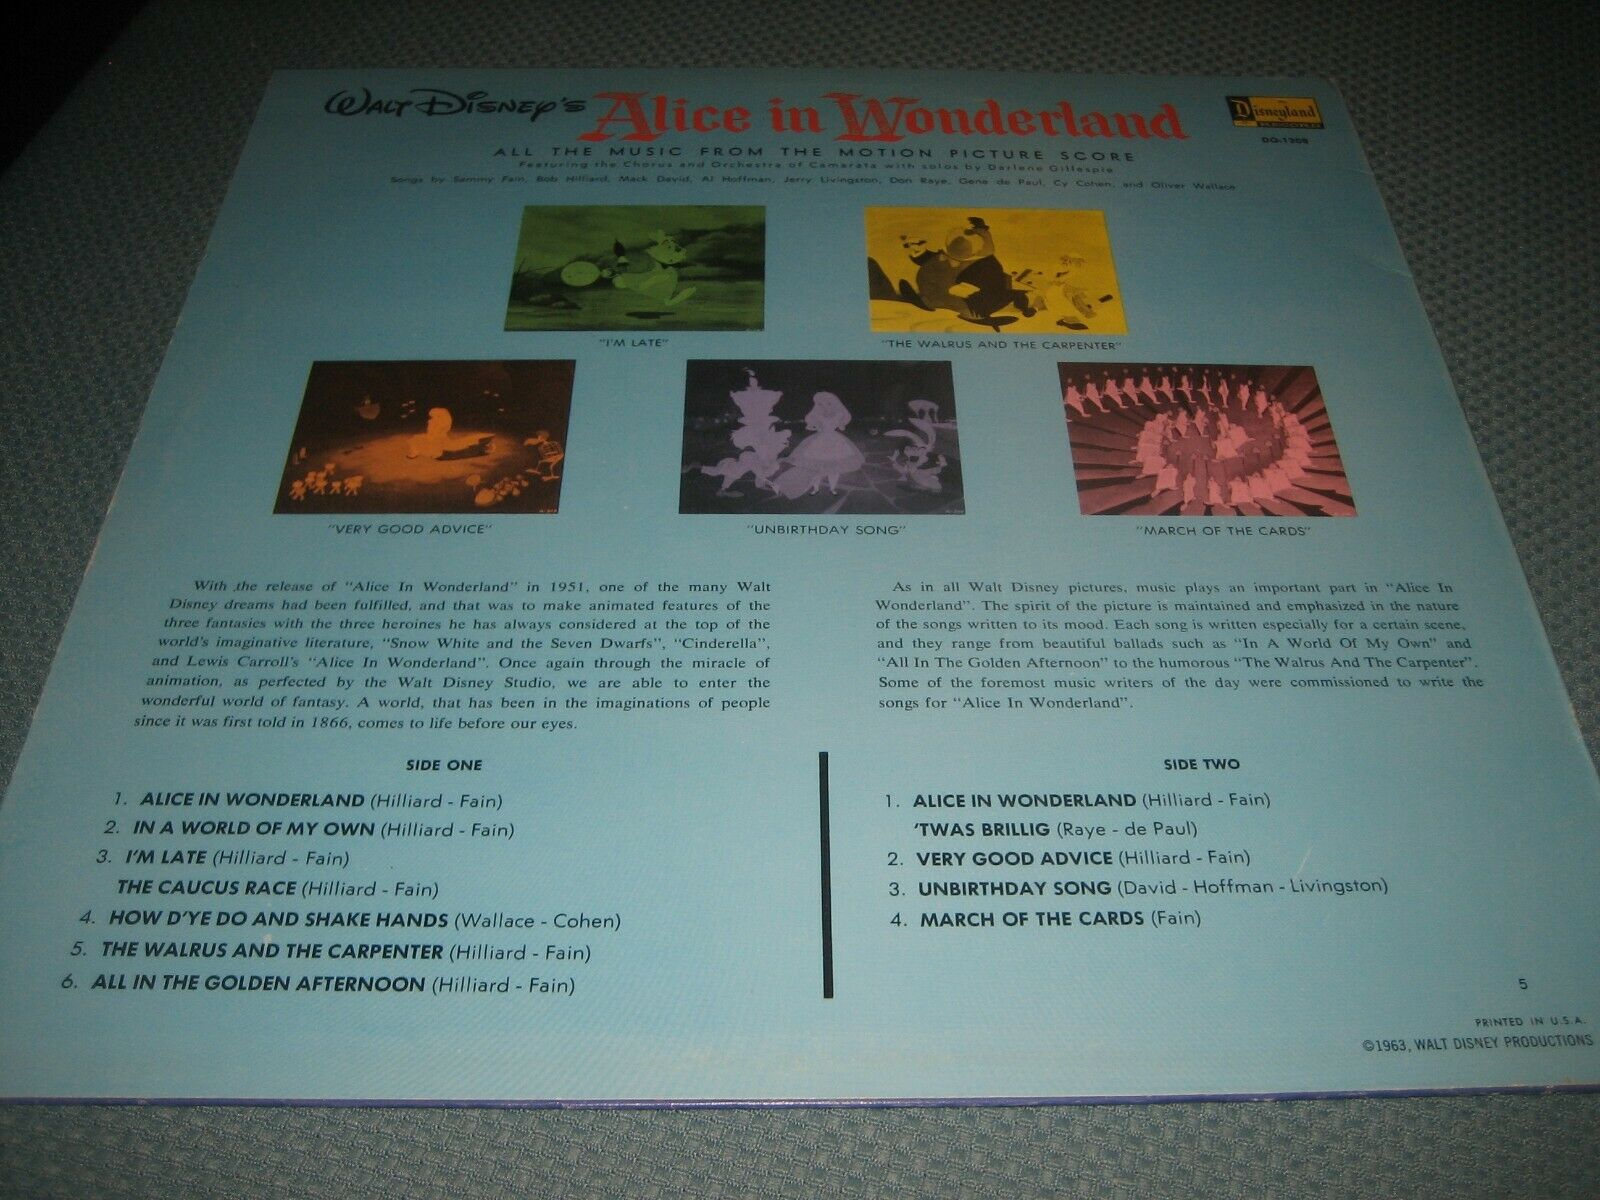 WALT DISNEY'S Alice in Wonderland
Disneyland
DQ-1208
ALL THE MUSIC FROM THE MOTION PICTURE SCORE
Featuring the Chorus and Orchestra of Camarata with solos by Darlene Gillespie
Songs by Sammy Fain, Bob Hilliard, Mack David, Al Hoffman, Jerry Livingston, Don Raye, Gene de Paul, Cy Cohen, and Oliver Wallace
"I'M LATE"
"THE WALRUS AND THE CARPENTER"
"VERY GOOD ADVICE"
"UNBIRTHDAY SONG"
"MARCH OF THE CARDS"
With the release of "Alice In Wonderland" in 1951, one of the many Walt
Disney dreams had been fulfilled, and that was to make animated features of the
three fantasies with the three heroines he has always considered at the top of the
world's imaginative literature, "Snow White and the Seven Dwarfs", "Cinderella",
and Lewis Carroll's "Alice In Wonderland". Once again through the miracle of
animation, as perfected by the Walt Disney Studio, we are able to enter the
wonderful world of fantasy. A world, that has been in the imaginations of people
since it was first told in 1866, comes to life before our eyes.
As in all Walt Disney pictures, music plays an important part in "Alice In
Wonderland". The spirit of the picture is maintained and emphasized in the nature
of the songs written to its mood. Each song is written especially for a certain scene,
and they range from beautiful ballads such as "In A World Of My Own" and
"All In The Golden Afternoon" to the humorous "The Walrus And The Carpenter".
Some of the foremost music writers of the day were commissioned to write the
songs for "Alice In Wonderland".
SIDE ONE
1. ALICE IN WONDERLAND (Hilliard - Fain)
2. IN A WORLD OF MY OWN (Hilliard - Fain)
3. I'M LATE (Hilliard - Fain)
THE CAUCUS RACE (Hilliard - Fain)
4. HOW D'YE DO AND SHAKE HANDS (Wallace - Cohen)
5. THE WALRUS AND THE CARPENTER (Hilliard - Fain)
6. ALL IN THE GOLDEN AFTERNOON (Hilliard - Fain)
SIDE TWO
1. ALICE IN WONDERLAND (Hilliard - Fain)
'TWAS BRILLIG (Raye - de Paul)
2. VERY GOOD ADVICE (Hilliard - Fain)
3. UNBIRTHDAY SONG (David - Hoffman - Livingston)
4. MARCH OF THE CARDS (Fain)
5
PRINTED IN U.S.A.
©1963, WALT DISNEY PRODUCTIONS